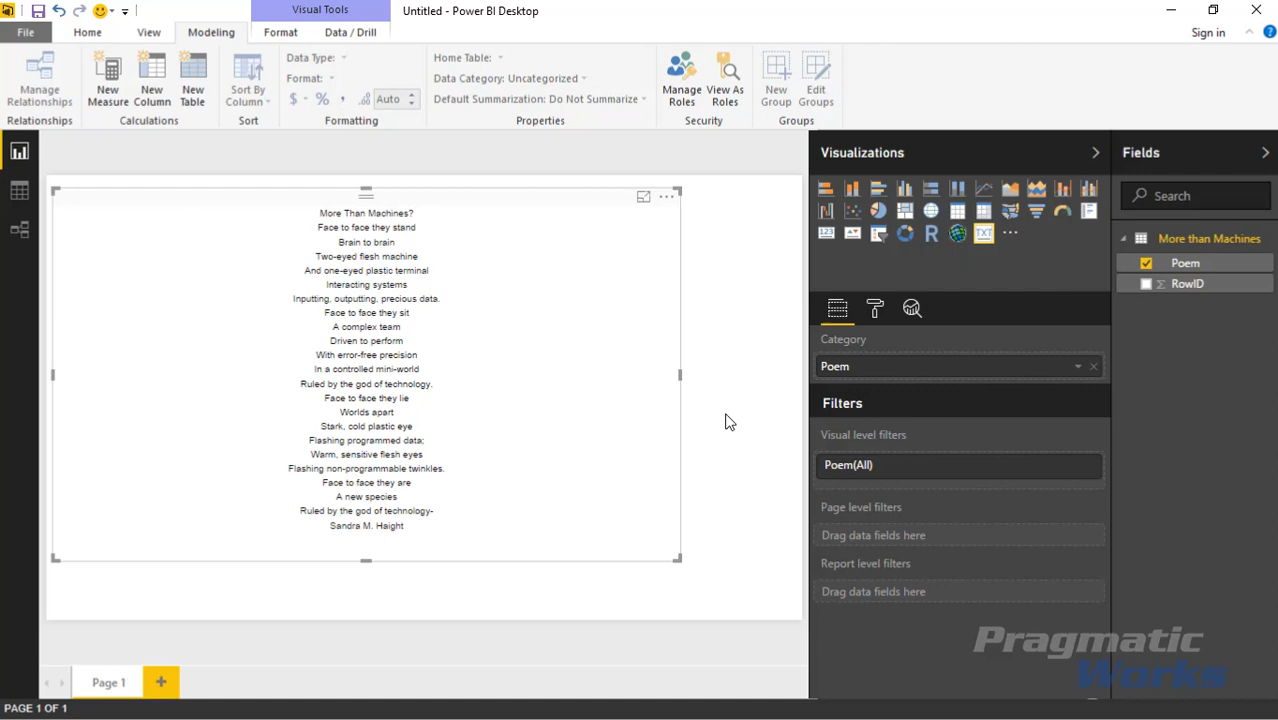 Visual Tools
Untitled - Power BI Desktop
File
Home
View
Modeling
Format
Data / Drill
Sign in
Manage Relationships
Relationships
New Measure
New Column
New Table
Calculations
Sort By Column
Sort
Data Type:
Format:
$ % , .00 Auto
Formatting
Home Table:
Data Category: Uncategorized
Default Summarization: Do Not Summarize
Properties
Manage Roles
View As Roles
Security
New Group
Edit Groups
Groups
More Than Machines?
Face to face they stand
Brain to brain
Two-eyed flesh machine
And one-eyed plastic terminal
Interacting systems
Inputting, outputting, precious data.
Face to face they sit
A complex team
Driven to perform
With error-free precision
In a controlled mini-world
Ruled by the god of technology.
Face to face they lie
Worlds apart
Stark, cold plastic eye
Flashing programmed data;
Warm, sensitive flesh eyes
Flashing non-programmable twinkles.
Face to face they are
A new species
Ruled by the god of technology-
Sandra M. Haight
Visualizations
123
R
TXT
Category
Poem
Filters
Visual level filters
Poem(All)
Page level filters
Drag data fields here
Report level filters
Drag data fields here
Fields
Search
More than Machines
Poem
Σ RowID
Pragmatic
Works
Page 1
PAGE 1 OF 1